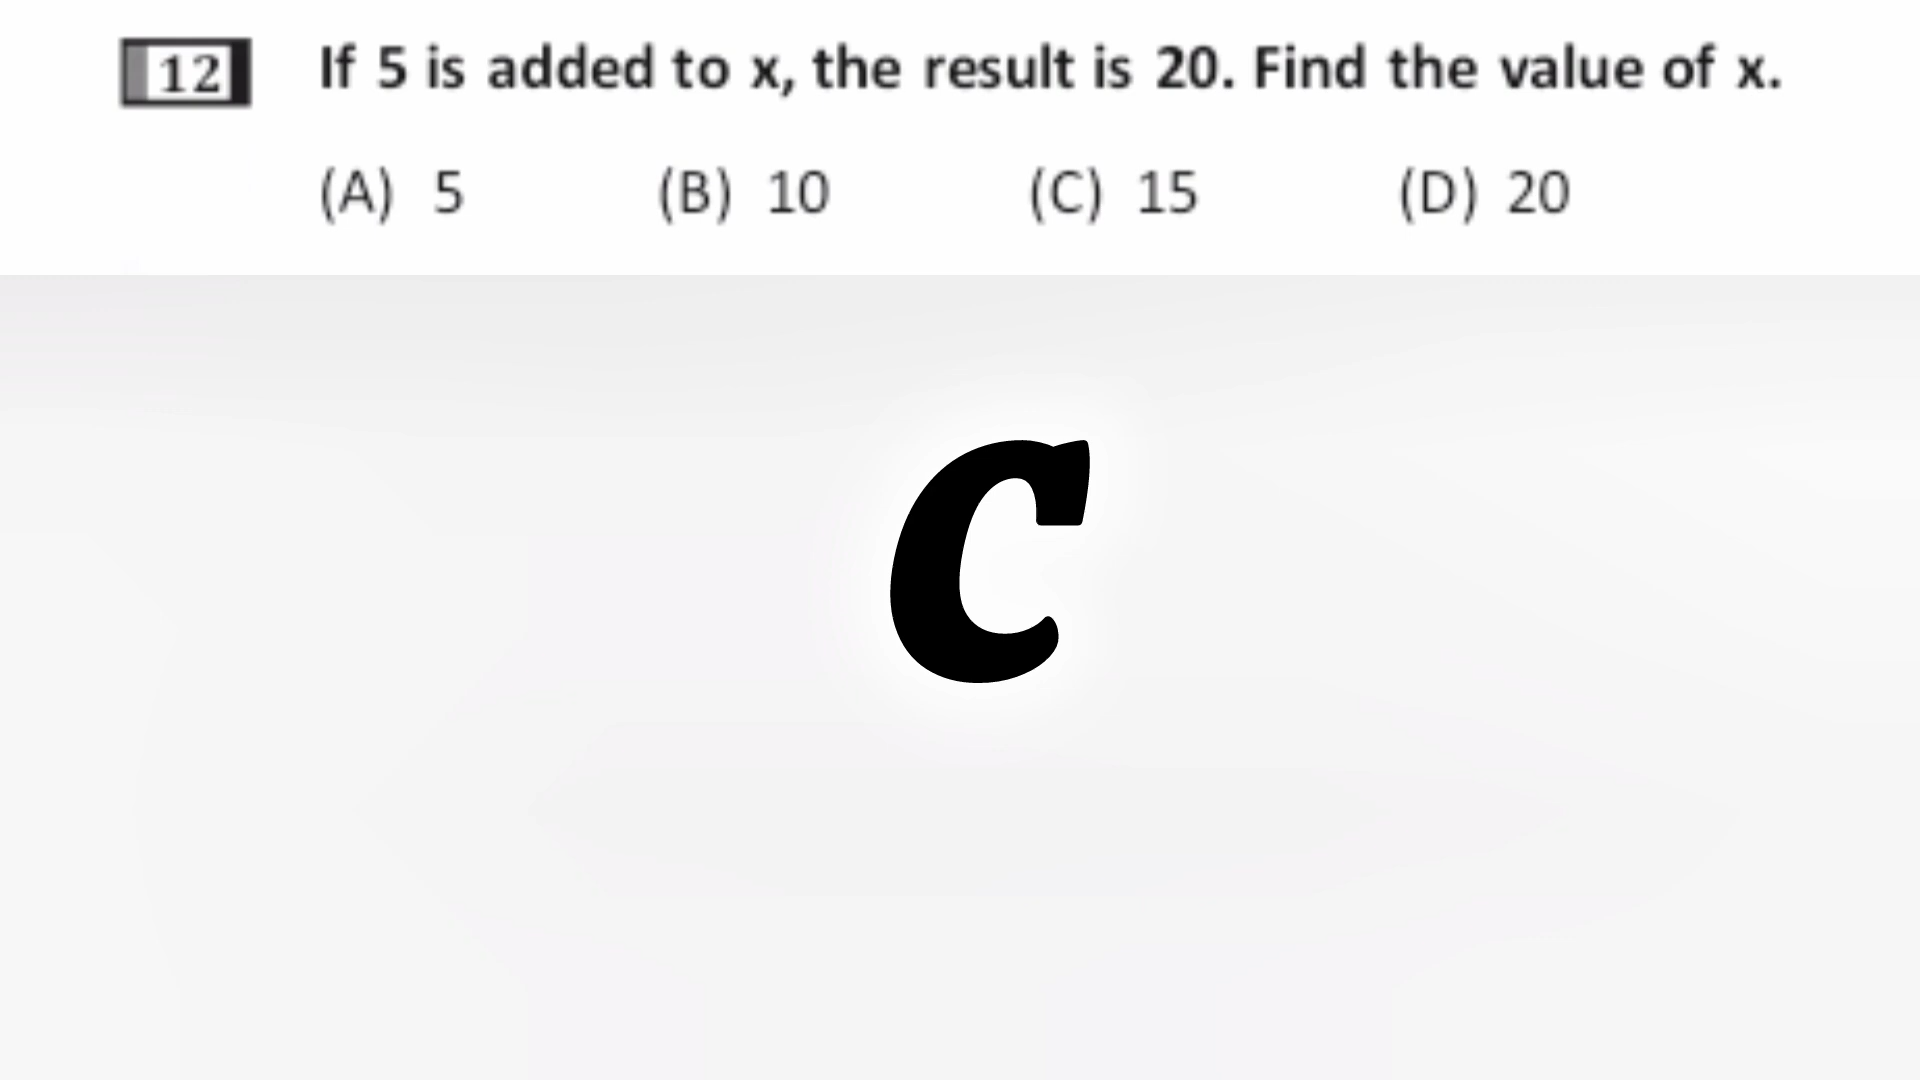 12 If 5 is added to x, the result is 20. Find the value of x.
(A) 5 (B) 10 (C) 15 (D) 20
C